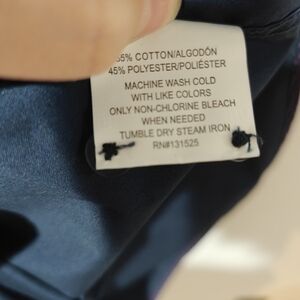 55% COTTON/ALGODÓN
45% POLYESTER/POLIÉSTER
MACHINE WASH COLD
WITH LIKE COLORS
ONLY NON-CHLORINE BLEACH
WHEN NEEDED
TUMBLE DRY STEAM IRON
RN#131525